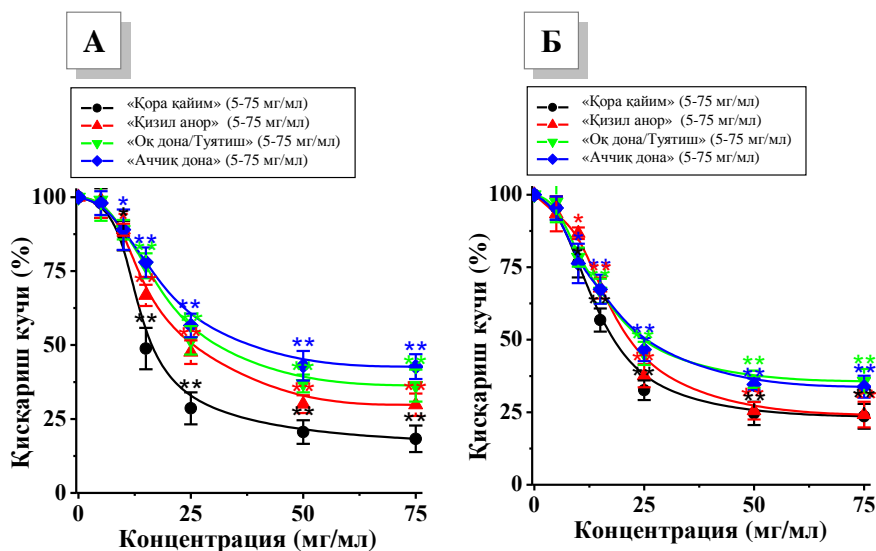 А
«Қора қайим» (5-75 мг/мл)
«Қизил анор» (5-75 мг/мл)
«Оқ дона/Туятиш» (5-75 мг/мл)
«Аччиқ дона» (5-75 мг/мл)
Қисқариш кучи (%)
100
75
50
25
0
0 25 50 75
Концентрация (мг/мл)
Б
«Қора қайим» (5-75 мг/мл)
«Қизил анор» (5-75 мг/мл)
«Оқ дона/Туятиш» (5-75 мг/мл)
«Аччиқ дона» (5-75 мг/мл)
Қисқариш кучи (%)
100
75
50
25
0
0 25 50 75
Концентрация (мг/мл)